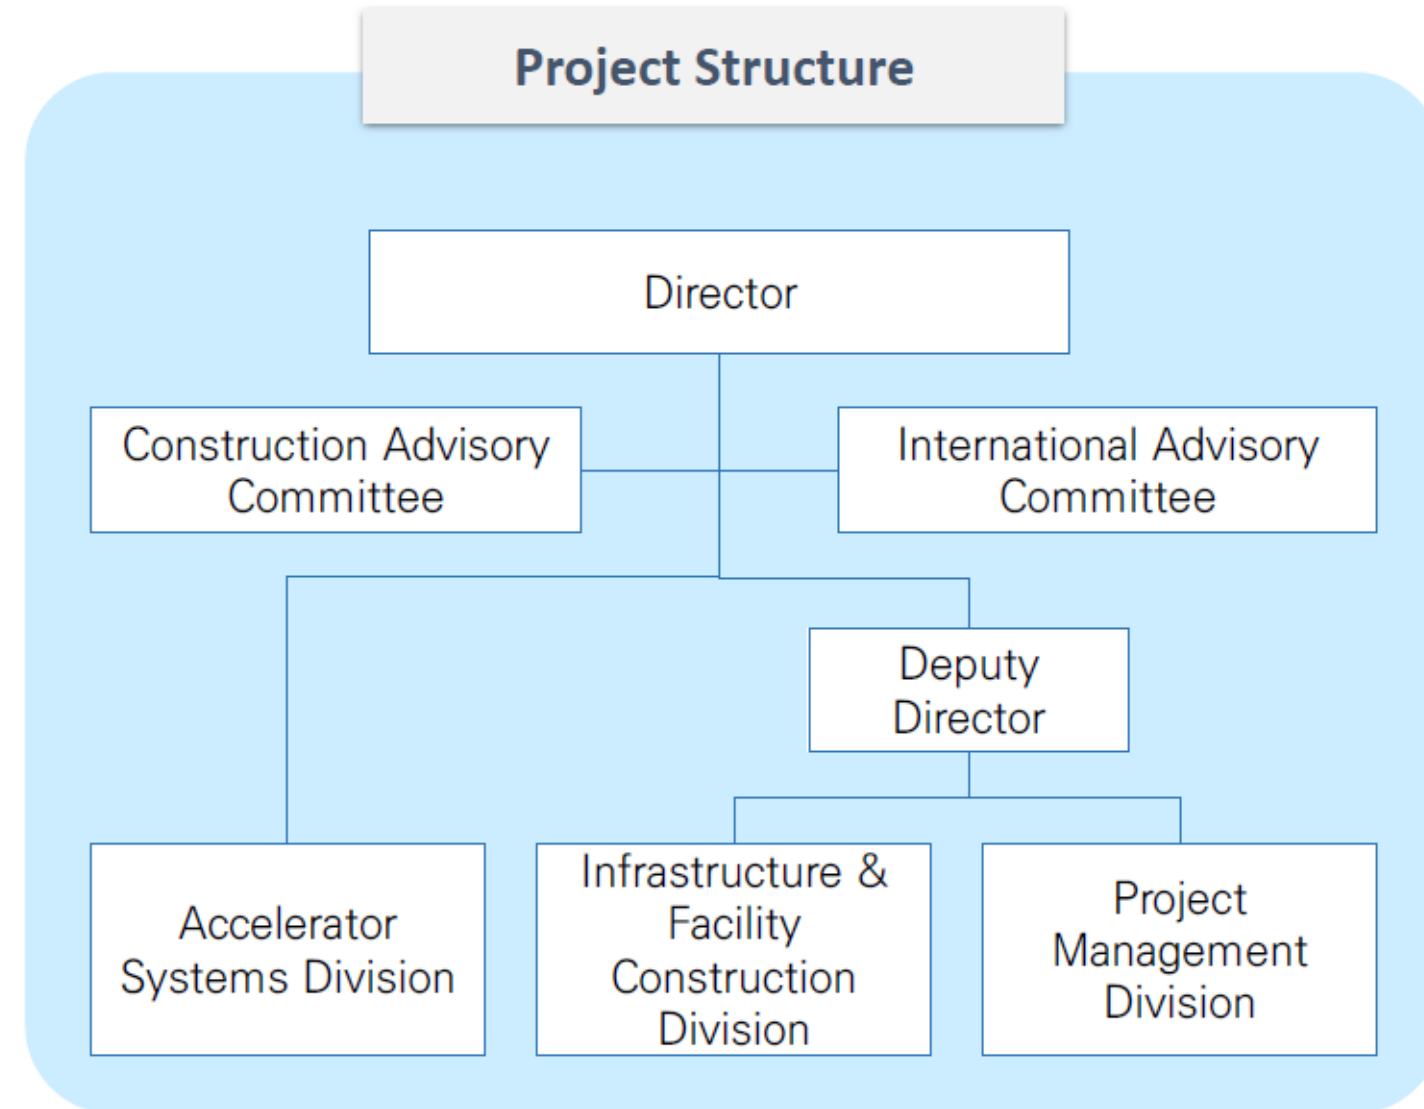 Project Structure
Director
Construction Advisory
Committee
International Advisory
Committee
Deputy
Director
Accelerator
Systems Division
Infrastructure &
Facility
Construction
Division
Project
Management
Division